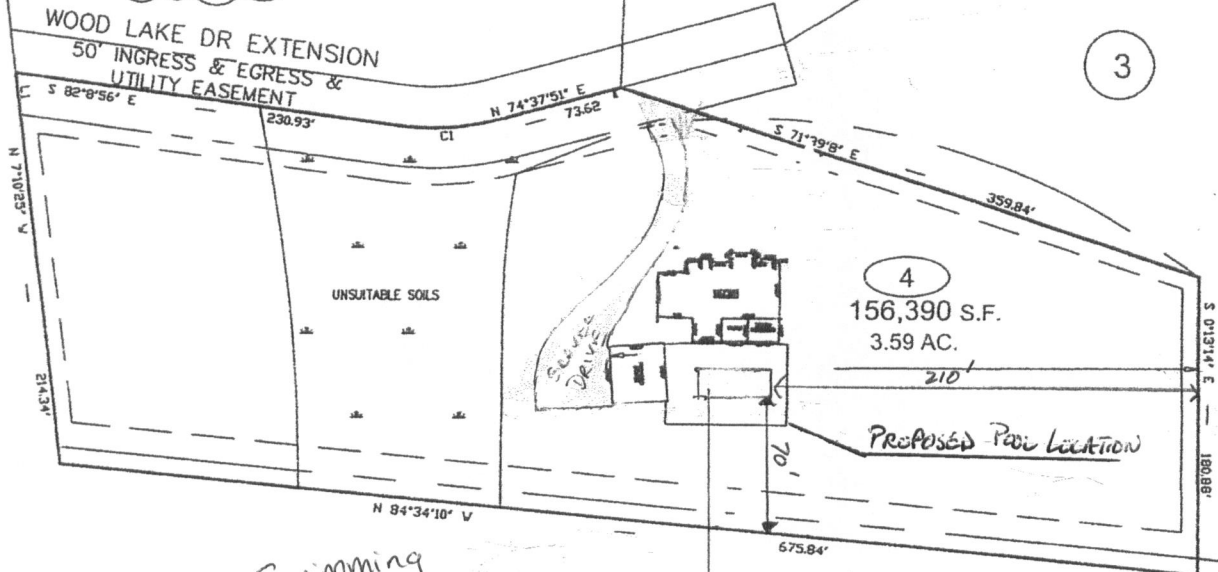 WOOD LAKE DR EXTENSION
50' INGRESS & EGRESS &
UTILITY EASEMENT
3
S 82°8'56" E
230.93'
C1
N 74°37'51" E
73.62
S 71°39'8" E
359.84'
N 7°10'25" W
214.34'
UNSUITABLE SOILS
DRIVE
4
156,390 S.F.
3.59 AC.
210'
S 0°13'14" E
180.88'
PROPOSED POOL LOCATION
70'
N 84°34'10" W
675.84'
Swimming